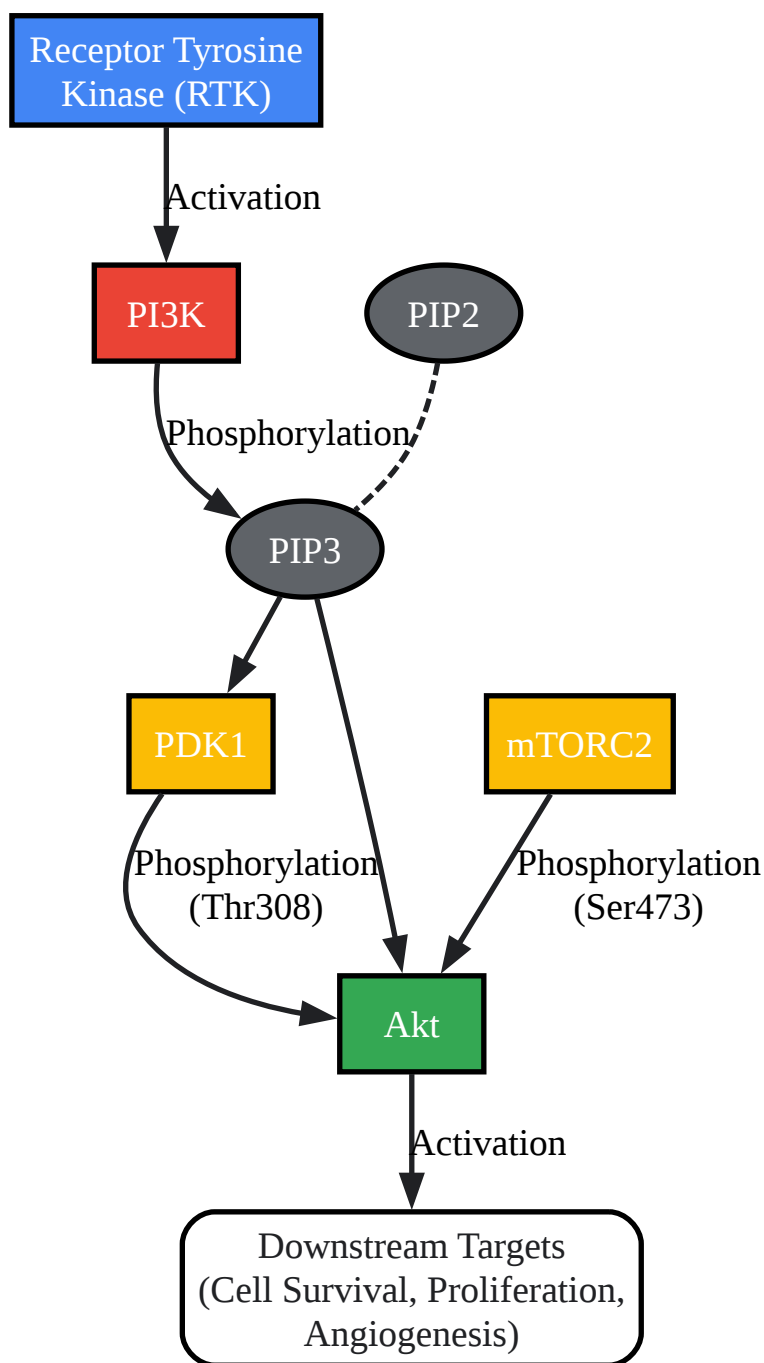 Receptor Tyrosine
Kinase (RTK)
Activation
PI3K
PIP2
Phosphorylation
PIP3
PDK1
mTORC2
Phosphorylation
(Thr308)
Phosphorylation
(Ser473)
Akt
Activation
Downstream Targets
(Cell Survival, Proliferation,
Angiogenesis)